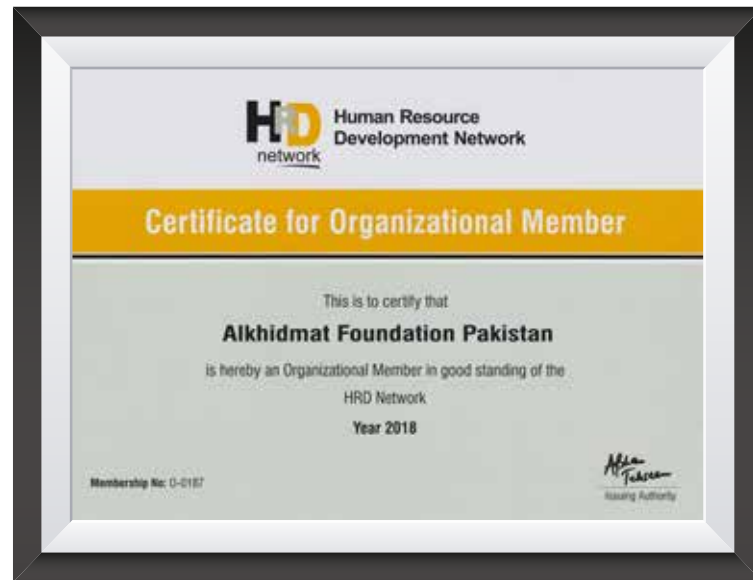 HRD
network
Human Resource
Development Network
Certificate for Organizational Member
This is to certify that
Alkhidmat Foundation Pakistan
is hereby an Organizational Member in good standing of the
HRD Network
Year 2018
Membership No: O-0187
Issuing Authority